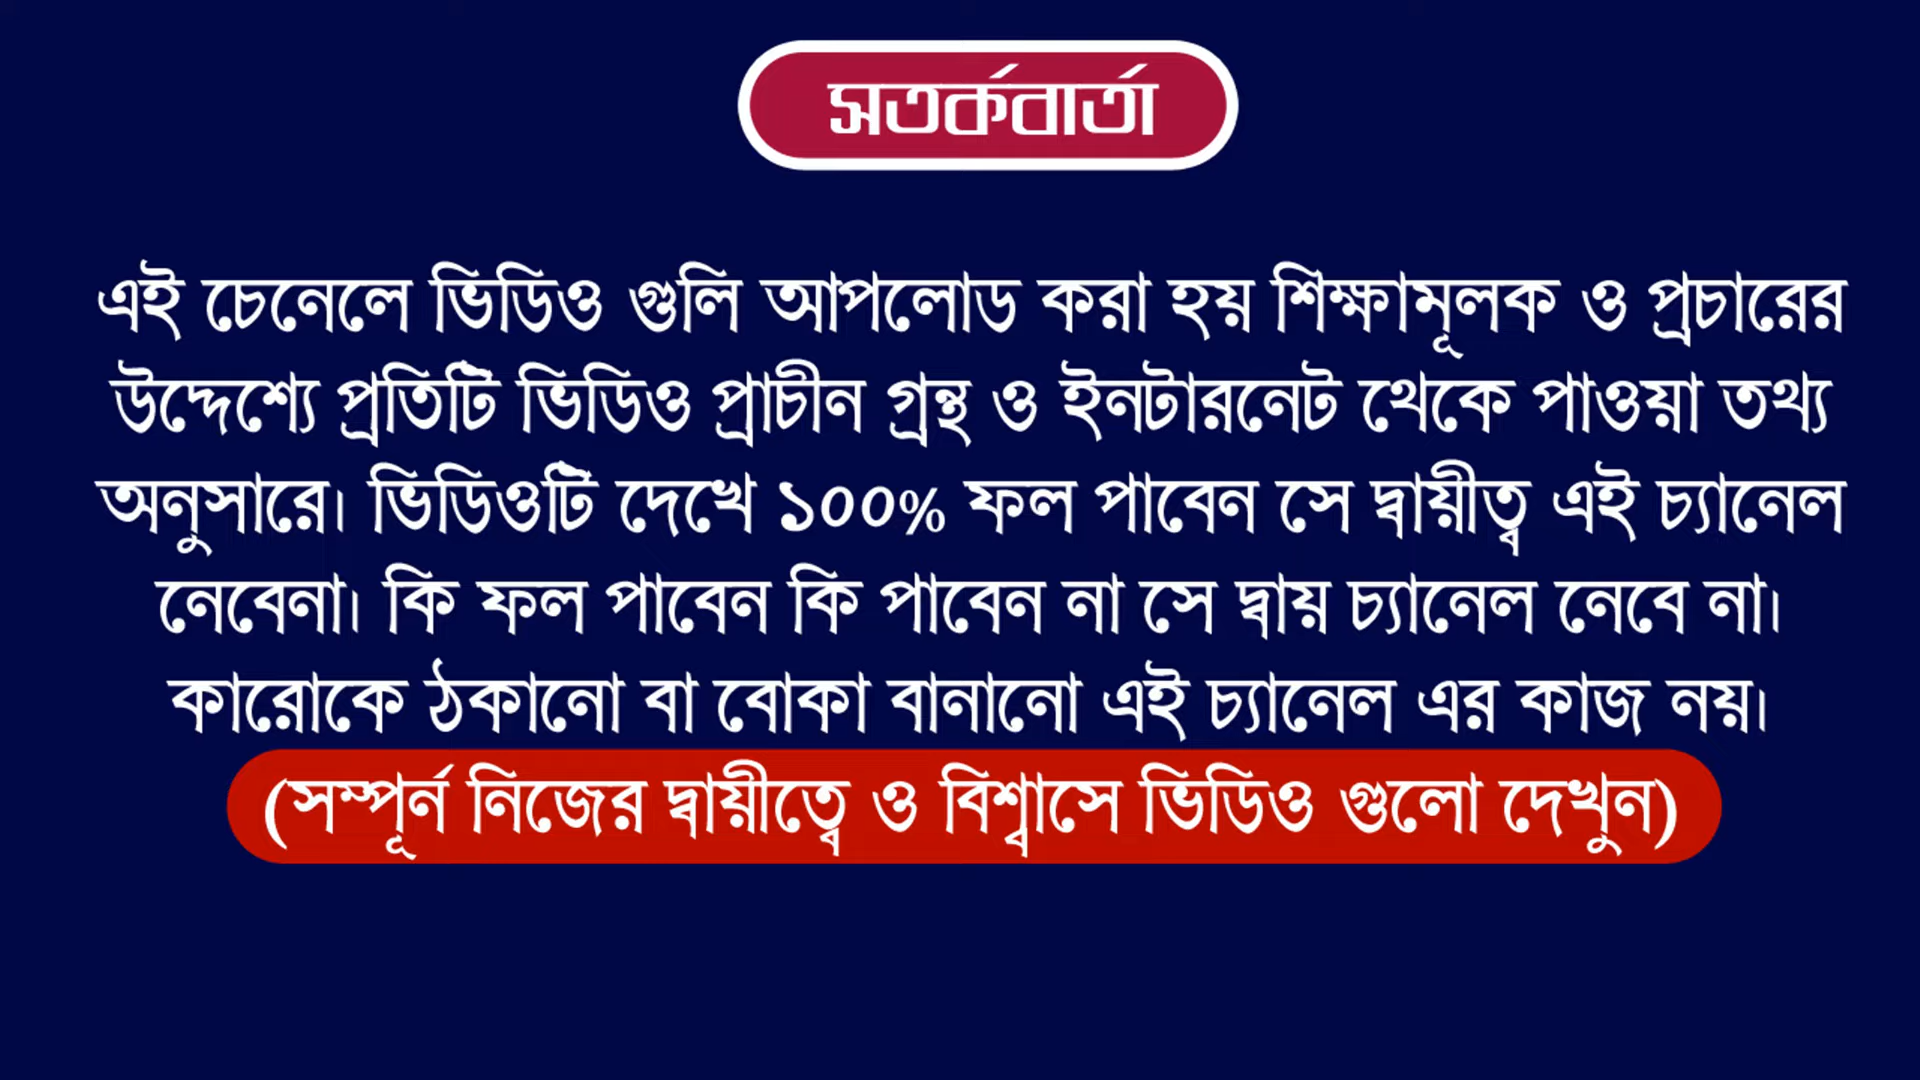 সতর্কবার্তা
এই চেনেলে ভিডিও গুলি আপলোড করা হয় শিক্ষামূলক ও প্রচারের
উদ্দেশ্যে প্রতিটি ভিডিও প্রাচীন গ্রন্থ ও ইনটারনেট থেকে পাওয়া তথ্য
অনুসারে। ভিডিওটি দেখে ১০০% ফল পাবেন সে দ্বায়ীত্ব এই চ্যানেল
নেবেনা। কি ফল পাবেন কি পাবেন না সে দ্বায় চ্যানেল নেবে না।
কারোকে ঠকানো বা বোকা বানানো এই চ্যানেল এর কাজ নয়।
(সম্পূর্ন নিজের দ্বায়ীত্বে ও বিশ্বাসে ভিডিও গুলো দেখুন)